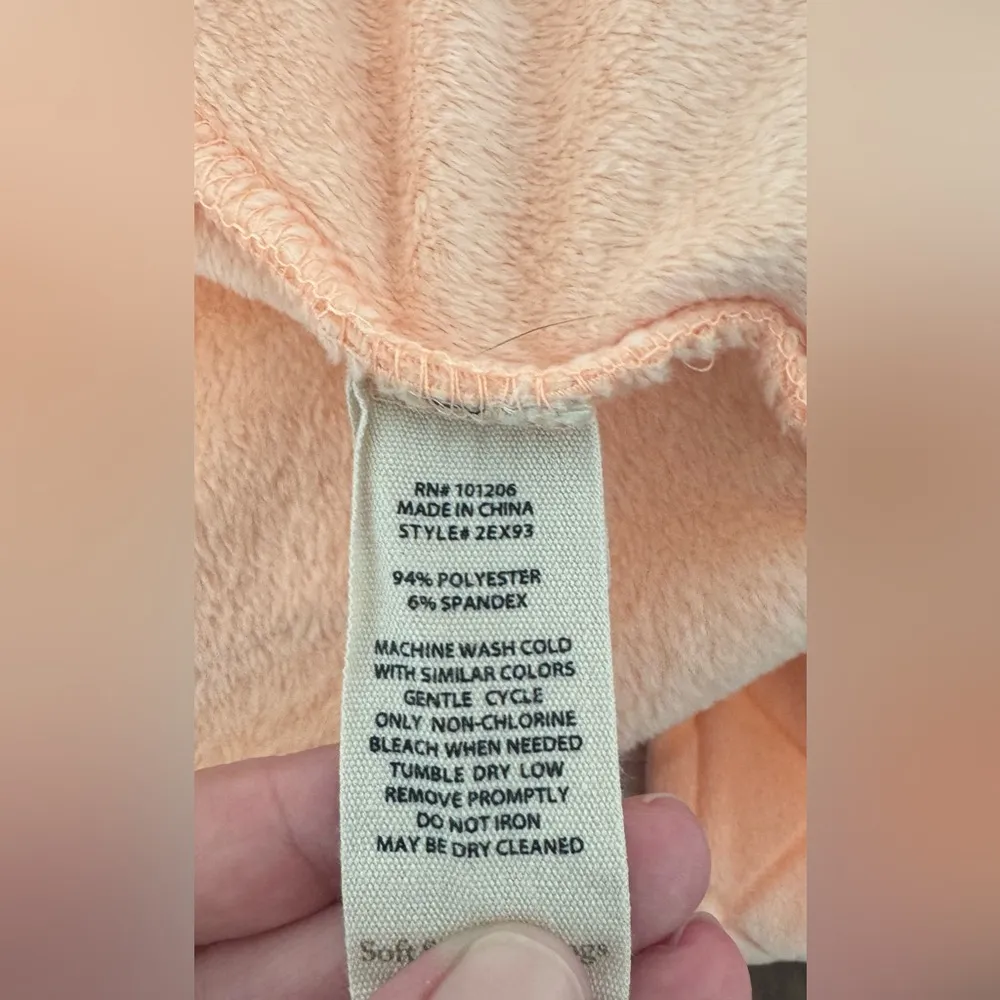 RN# 101206
MADE IN CHINA
STYLE# 2EX93
94% POLYESTER
6% SPANDEX
MACHINE WASH COLD
WITH SIMILAR COLORS
GENTLE CYCLE
ONLY NON-CHLORINE
BLEACH WHEN NEEDED
TUMBLE DRY LOW
REMOVE PROMPTLY
DO NOT IRON
MAY BE DRY CLEANED
Soft